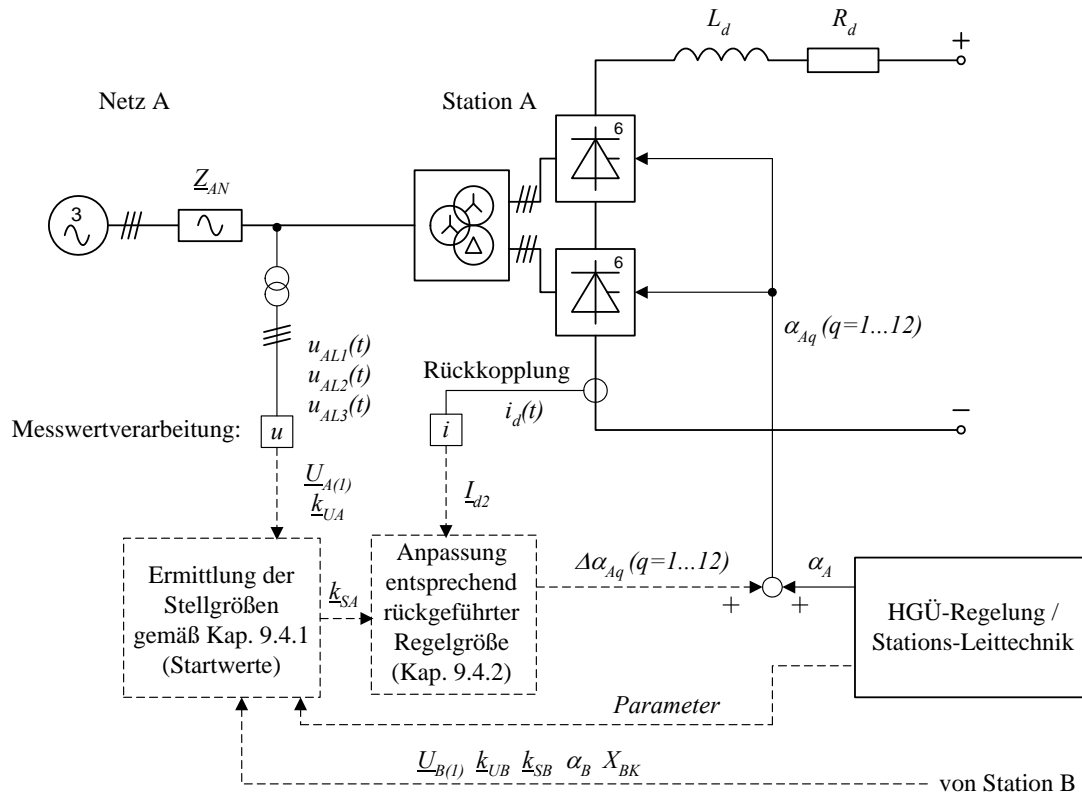 L_d
R_d
+
Netz A
Station A
6
Z_AN
3
6
α_Aq (q=1...12)
u_AL1(t)
u_AL2(t)
u_AL3(t)
Rückkopplung
i_d(t)
−
Messwertverarbeitung:
u
i
U_A(1)
k_UA
I_d2
Ermittlung der
Stellgrößen
gemäß Kap. 9.4.1
(Startwerte)
k_SA
Anpassung
entsprechend
rückgeführter
Regelgröße
(Kap. 9.4.2)
Δα_Aq (q=1...12)
+
+
α_A
HGÜ-Regelung /
Stations-Leittechnik
Parameter
U_B(1) k_UB k_SB α_B X_BK
von Station B